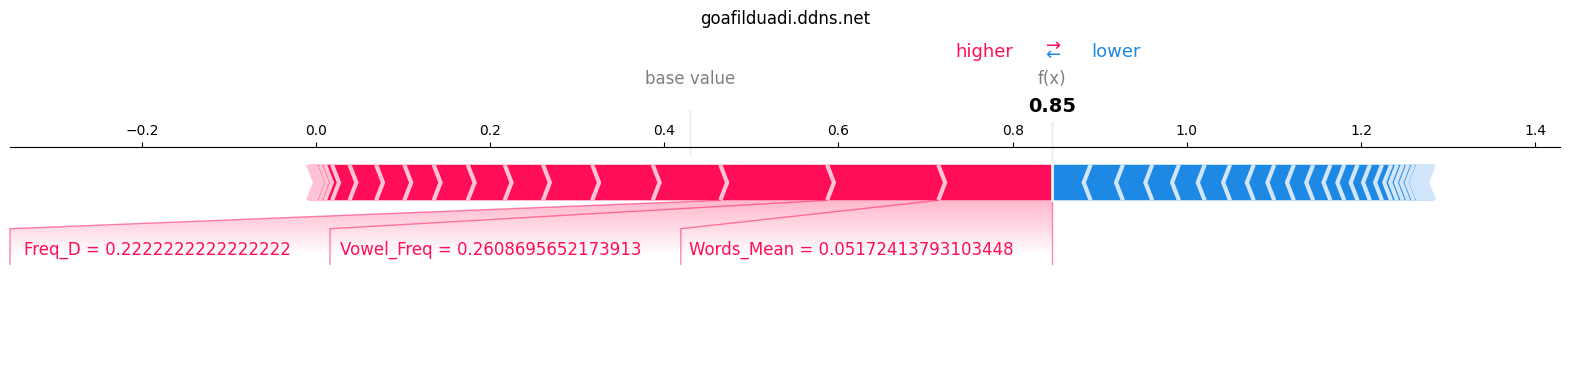 goafilduadi.ddns.net
higher → ← lower
base value f(x)
0.85
−0.2 0.0 0.2 0.4 0.6 0.8 1.0 1.2 1.4
Freq_D = 0.2222222222222222 Vowel_Freq = 0.2608695652173913 Words_Mean = 0.05172413793103448